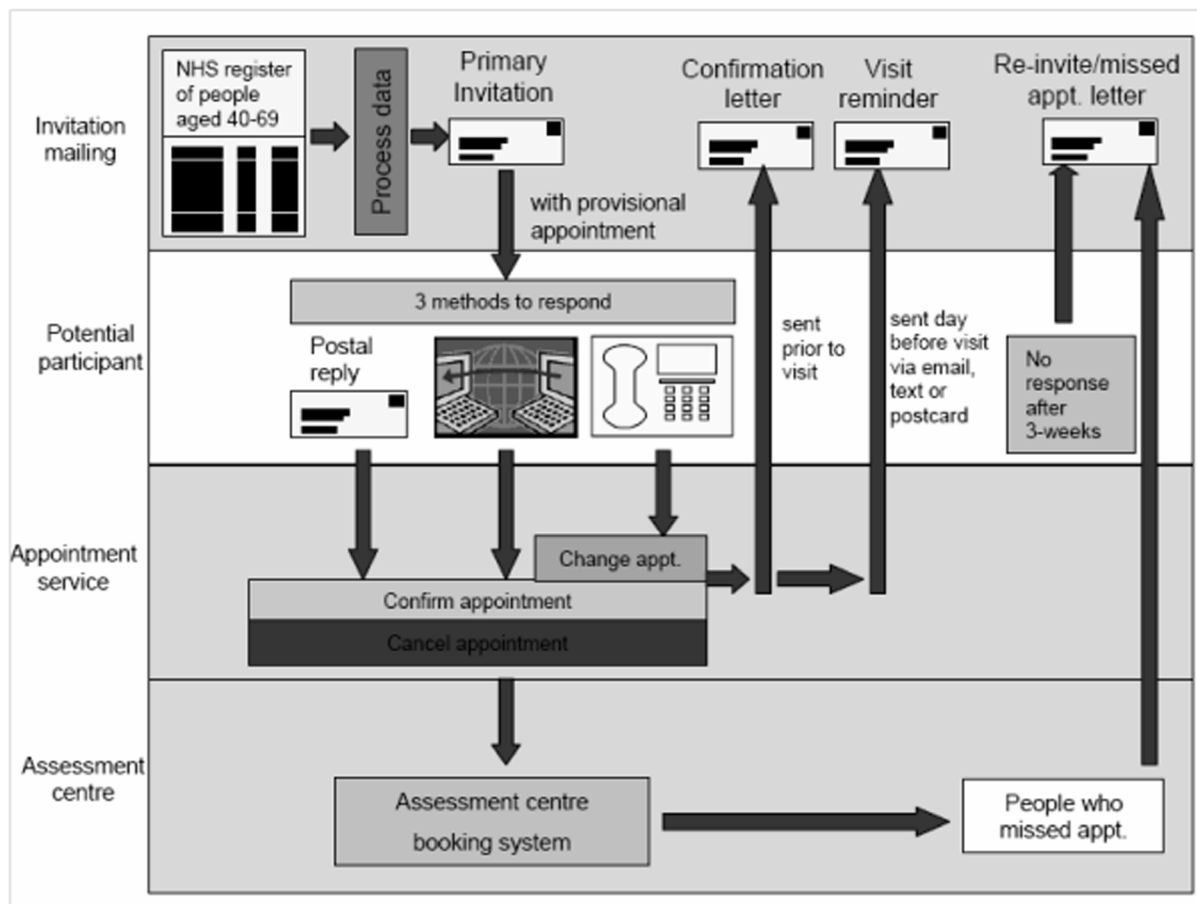 Invitation
mailing
NHS register
of people
aged 40-69
Process data
Primary
Invitation
with provisional
appointment
Confirmation
letter
Visit
reminder
Re-invite/missed
appt. letter
Potential
participant
3 methods to respond
Postal
reply
sent
prior to
visit
sent day
before visit
via email,
text or
postcard
No
response
after
3-weeks
Appointment
service
Change appt.
Confirm appointment
Cancel appointment
Assessment
centre
Assessment centre
booking system
People who
missed appt.